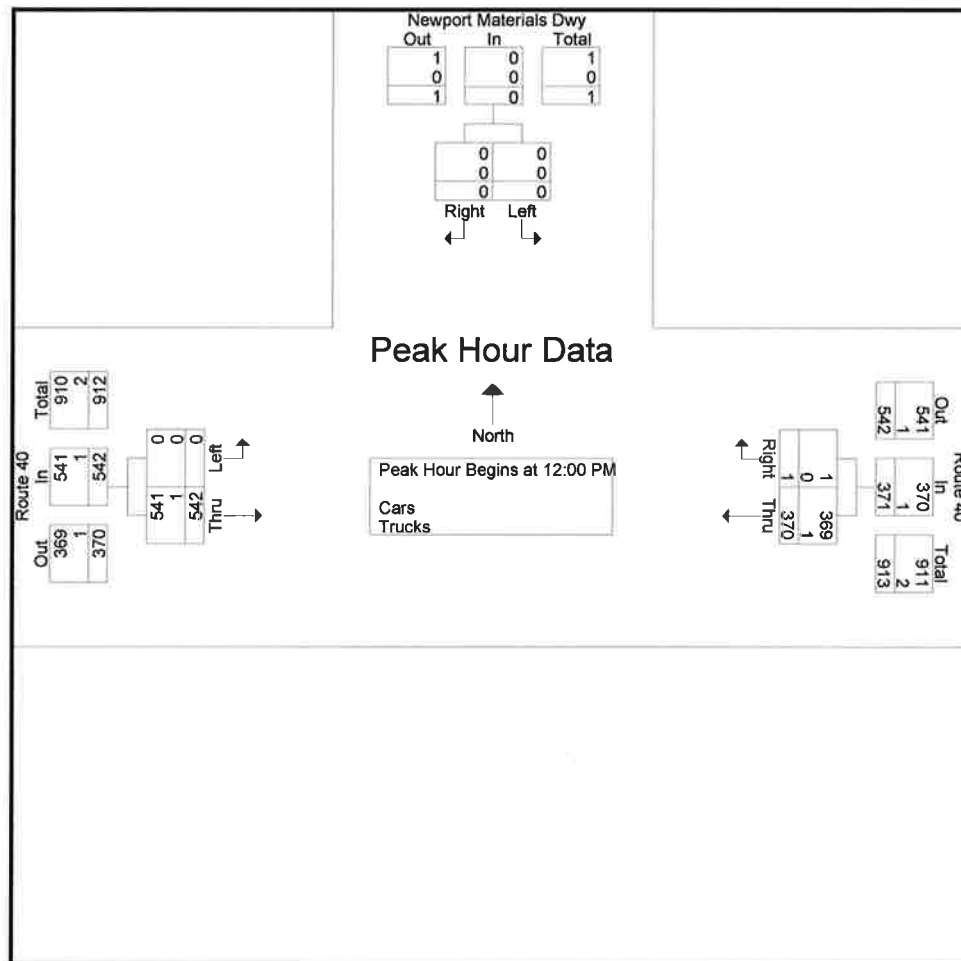 Newport Materials Dwy
Out In Total
1 0 1
0 0 0
1 0 1
0 0
0 0
0 0
Right Left
Peak Hour Data
North
Peak Hour Begins at 12:00 PM
Cars
Trucks
Route 40
Out In Total
369 541 910
1 1 2
370 542 912
Left
0
0
0
Thru
541
1
542
Route 40
Out In Total
541 370 911
1 1 2
542 371 913
Right Thru
1 369
0 1
1 370